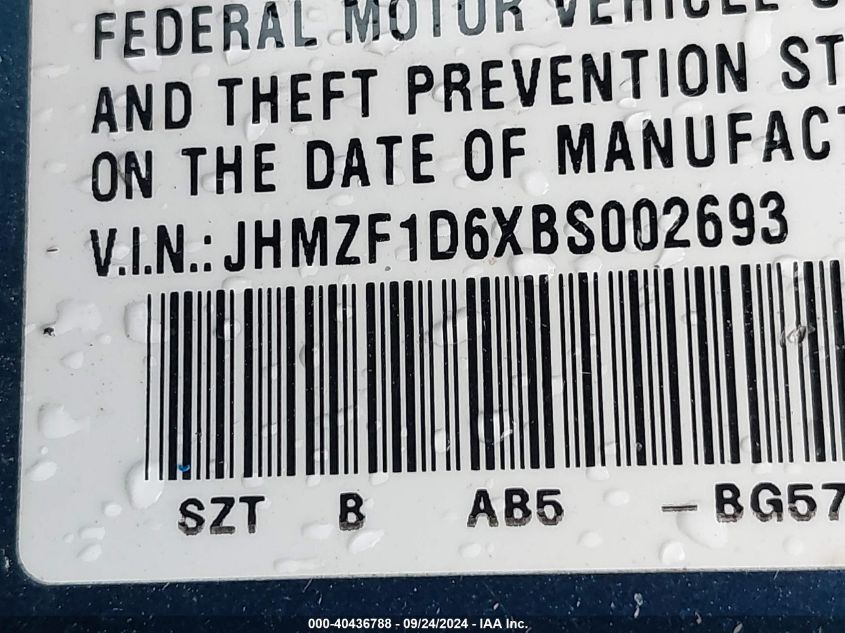 FEDERAL MOTOR VEHICLE
AND THEFT PREVENTION ST
ON THE DATE OF MANUFACT
V.I.N.: JHMZF1D6XBS002693
SZT B AB5 - BG57
000-40436788 - 09/24/2024 - IAA Inc.